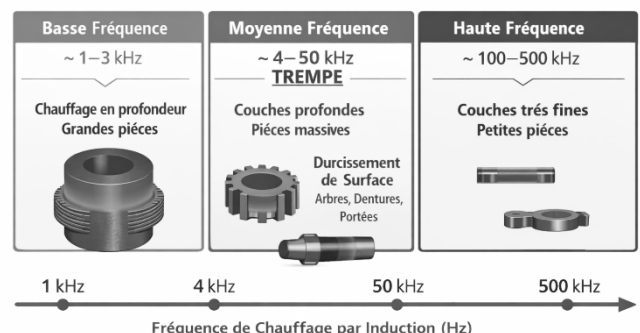 Basse Fréquence
~ 1–3 kHz
Chauffage en profondeur
Grandes piéces
Moyenne Fréquence
~ 4–50 kHz
TREMPE
Couches profondes
Piéces massives
Durcissement
de Surface
Arbres, Dentures,
Portées
Haute Fréquence
~ 100–500 kHz
Couches trés fines
Petites piéces
1 kHz
4 kHz
50 kHz
500 kHz
Fréquence de Chauffage par Induction (Hz)